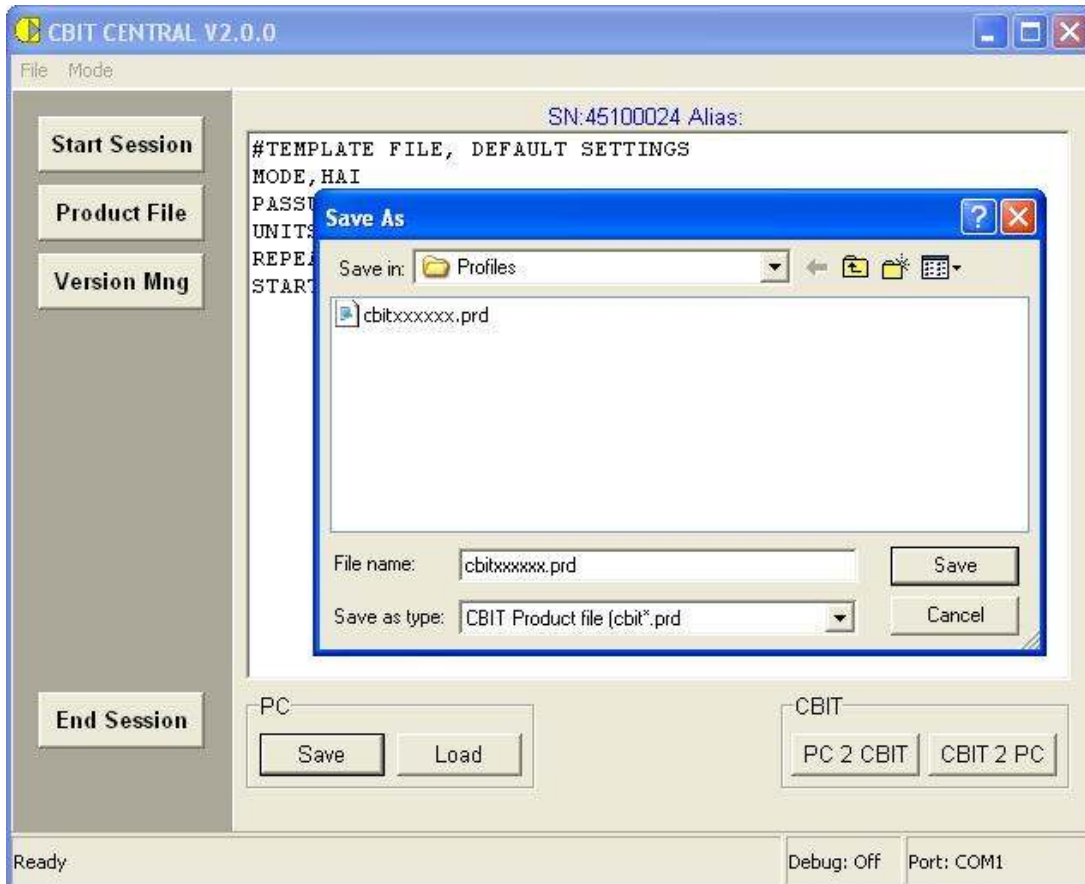 CBIT CENTRAL V2.0.0
File Mode
Start Session
Product File
Version Mng
End Session
SN:45100024 Alias:
#TEMPLATE FILE, DEFAULT SETTINGS
MODE,HAI
START
Save As
Save in: Profiles
cbitxxxxxx.prd
File name: cbitxxxxxx.prd
Save
Save as type: CBIT Product file (cbit*.prd
Cancel
PC
Save Load
CBIT
PC 2 CBIT CBIT 2 PC
Ready Debug: Off Port: COM1